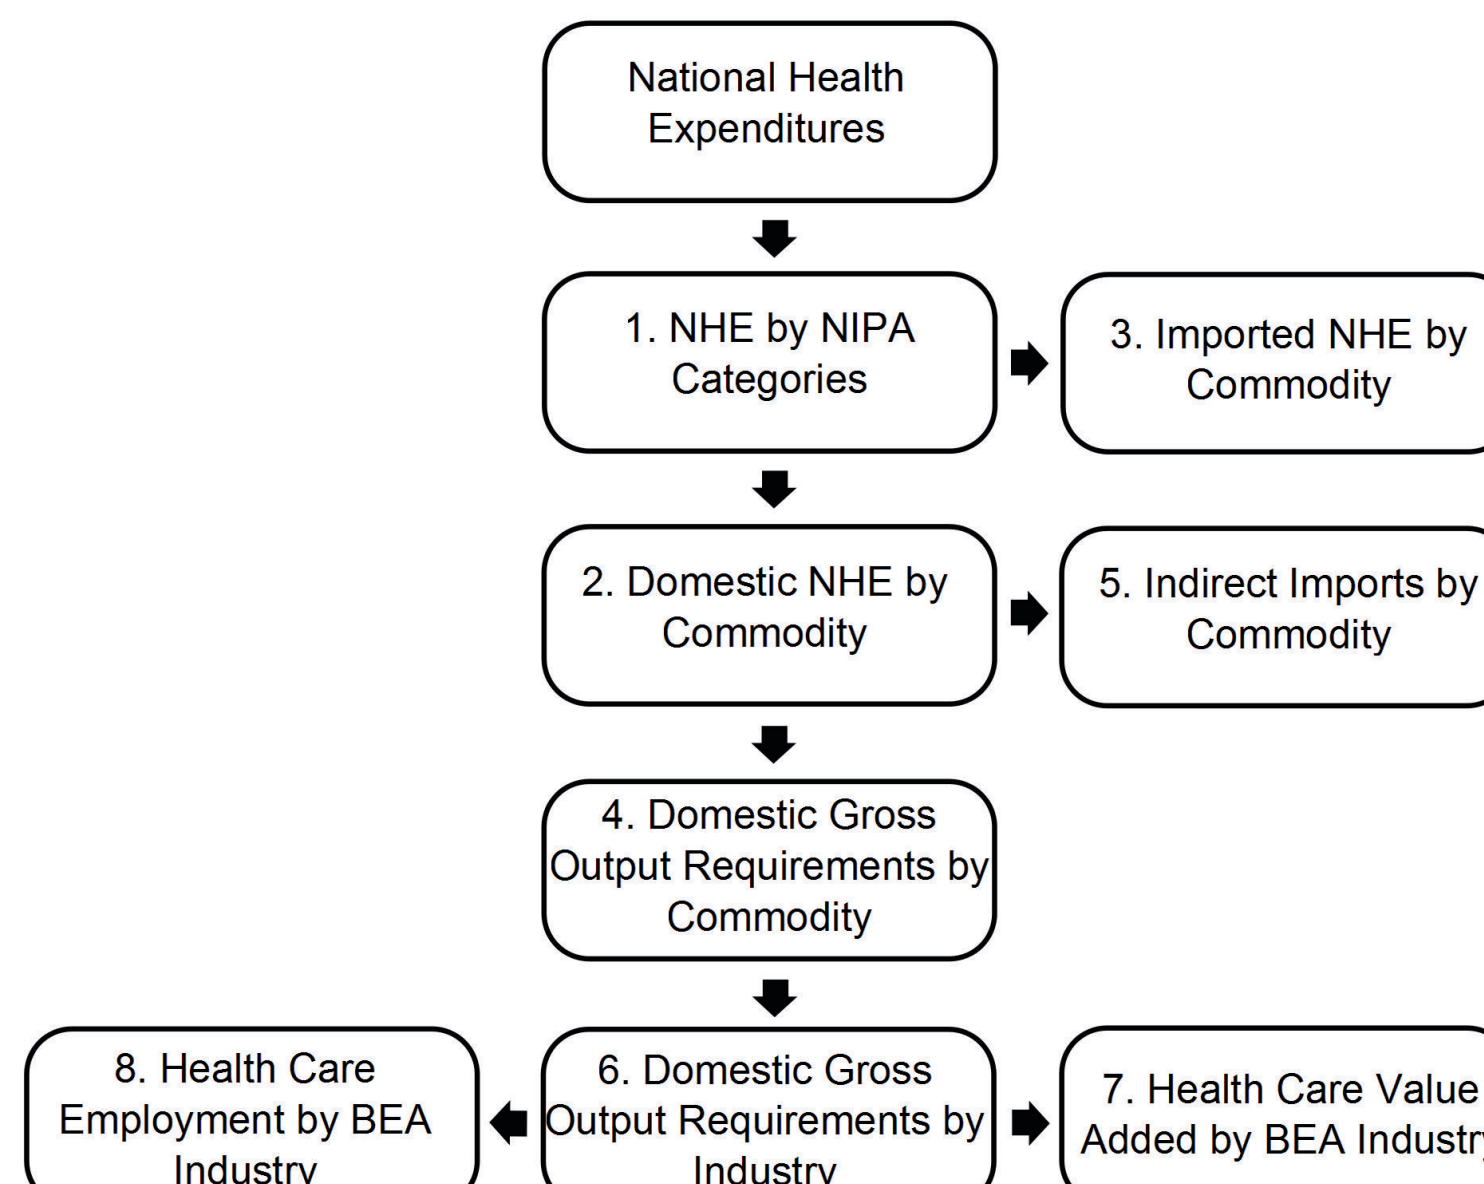 National Health
Expenditures
1. NHE by NIPA
Categories
3. Imported NHE by
Commodity
2. Domestic NHE by
Commodity
5. Indirect Imports by
Commodity
4. Domestic Gross
Output Requirements by
Commodity
8. Health Care
Employment by BEA
Industry
6. Domestic Gross
Output Requirements by
Industry
7. Health Care Value
Added by BEA Industry